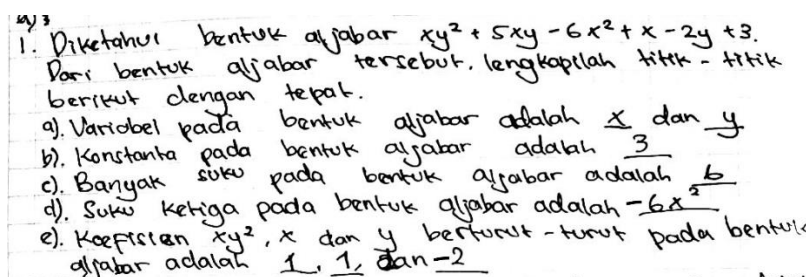 1. Diketahui bentuk aljabar xy² + 5xy - 6x² + x - 2y + 3.
Dari bentuk aljabar tersebut, lengkapilah titik - titik
berikut dengan tepat.
a). Variabel pada bentuk aljabar adalah x dan y
b). Konstanta pada bentuk aljabar adalah 3
c). Banyak suku pada bentuk aljabar adalah 6
d). Suku ketiga pada bentuk aljabar adalah -6x²
e). Koefisien xy², x dan y berturut-turut pada bentuk
aljabar adalah 1, 1, dan -2